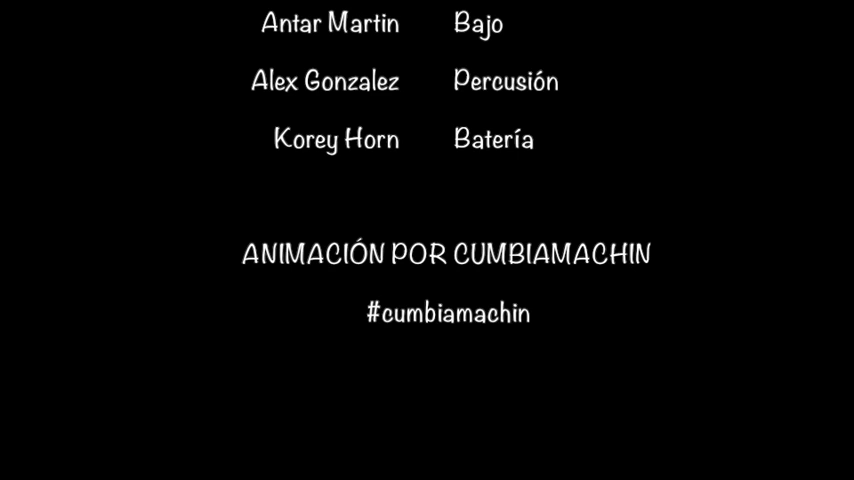 Antar Martin Bajo
Alex Gonzalez Percusión
Korey Horn Batería
ANIMACIÓN POR CUMBIAMACHIN
#cumbiamachin